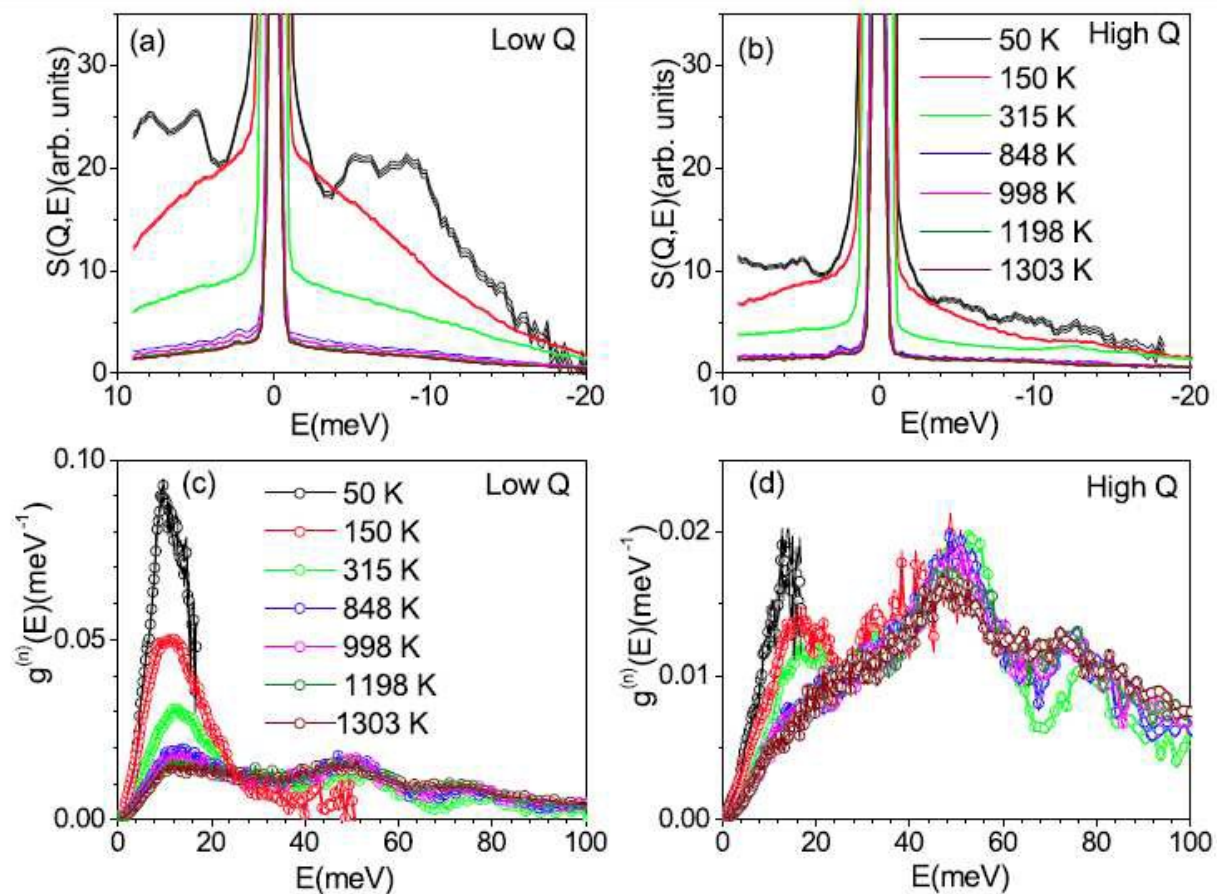 (a)
Low Q
S(Q,E)(arb. units)
30
20
10
0
10
0
-10
-20
E(meV)
(b)
High Q
50 K
150 K
315 K
848 K
998 K
1198 K
1303 K
S(Q,E)(arb. units)
30
20
10
0
10
0
-10
-20
E(meV)
(c)
Low Q
50 K
150 K
315 K
848 K
998 K
1198 K
1303 K
g(n)(E)(meV-1)
0.10
0.05
0.00
0
20
40
60
80
100
E(meV)
(d)
High Q
g(n)(E)(meV-1)
0.02
0.01
0.00
0
20
40
60
80
100
E(meV)